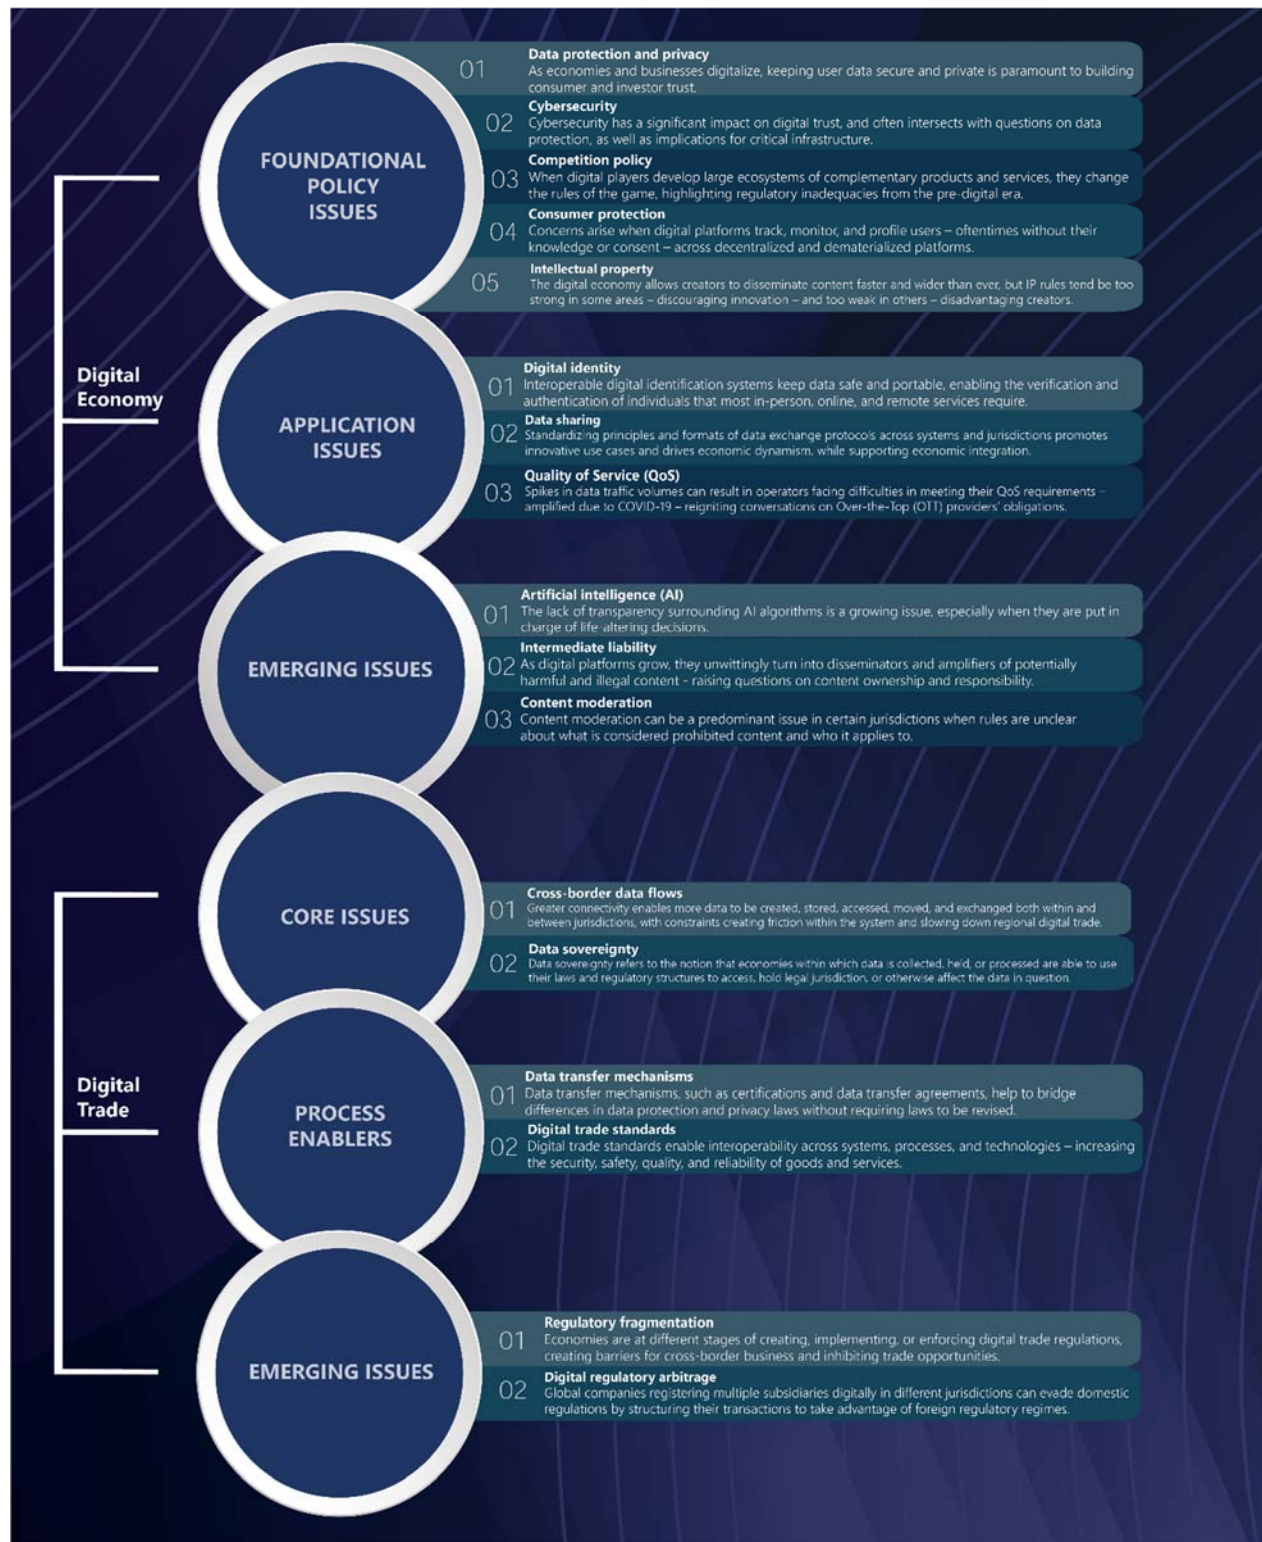 Digital
Economy
FOUNDATIONAL
POLICY
ISSUES
01
Data protection and privacy
As economies and businesses digitalize, keeping user data secure and private is paramount to building
consumer and investor trust.
02
Cybersecurity
Cybersecurity has a significant impact on digital trust, and often intersects with questions on data
protection, as well as implications for critical infrastructure.
03
Competition policy
When digital players develop large ecosystems of complementary products and services, they change
the rules of the game, highlighting regulatory inadequacies from the pre-digital era.
04
Consumer protection
Concerns arise when digital platforms track, monitor, and profile users – oftentimes without their
knowledge or consent – across decentralized and dematerialized platforms.
05
Intellectual property
The digital economy allows creators to disseminate content faster and wider than ever, but IP rules tend be too
strong in some areas – discouraging innovation – and too weak in others – disadvantaging creators.
APPLICATION
ISSUES
01
Digital identity
Interoperable digital identification systems keep data safe and portable, enabling the verification and
authentication of individuals that most in-person, online, and remote services require.
02
Data sharing
Standardizing principles and formats of data exchange protocols across systems and jurisdictions promotes
innovative use cases and drives economic dynamism, while supporting economic integration.
03
Quality of Service (QoS)
Spikes in data traffic volumes can result in operators facing difficulties in meeting their QoS requirements –
amplified due to COVID-19 – reigniting conversations on Over-the-Top (OTT) providers' obligations.
EMERGING ISSUES
01
Artificial intelligence (AI)
The lack of transparency surrounding AI algorithms is a growing issue, especially when they are put in
charge of life-altering decisions.
02
Intermediate liability
As digital platforms grow, they unwittingly turn into disseminators and amplifiers of potentially
harmful and illegal content - raising questions on content ownership and responsibility.
03
Content moderation
Content moderation can be a predominant issue in certain jurisdictions when rules are unclear
about what is considered prohibited content and who it applies to.
Digital
Trade
CORE ISSUES
01
Cross-border data flows
Greater connectivity enables more data to be created, stored, accessed, moved, and exchanged both within and
between jurisdictions, with constraints creating friction within the system and slowing down regional digital trade.
02
Data sovereignty
Data sovereignty refers to the notion that economies within which data is collected, held, or processed are able to use
their laws and regulatory structures to access, hold legal jurisdiction, or otherwise affect the data in question.
PROCESS
ENABLERS
01
Data transfer mechanisms
Data transfer mechanisms, such as certifications and data transfer agreements, help to bridge
differences in data protection and privacy laws without requiring laws to be revised.
02
Digital trade standards
Digital trade standards enable interoperability across systems, processes, and technologies – increasing
the security, safety, quality, and reliability of goods and services.
EMERGING ISSUES
01
Regulatory fragmentation
Economies are at different stages of creating, implementing, or enforcing digital trade regulations,
creating barriers for cross-border business and inhibiting trade opportunities.
02
Digital regulatory arbitrage
Global companies registering multiple subsidiaries digitally in different jurisdictions can evade domestic
regulations by structuring their transactions to take advantage of foreign regulatory regimes.